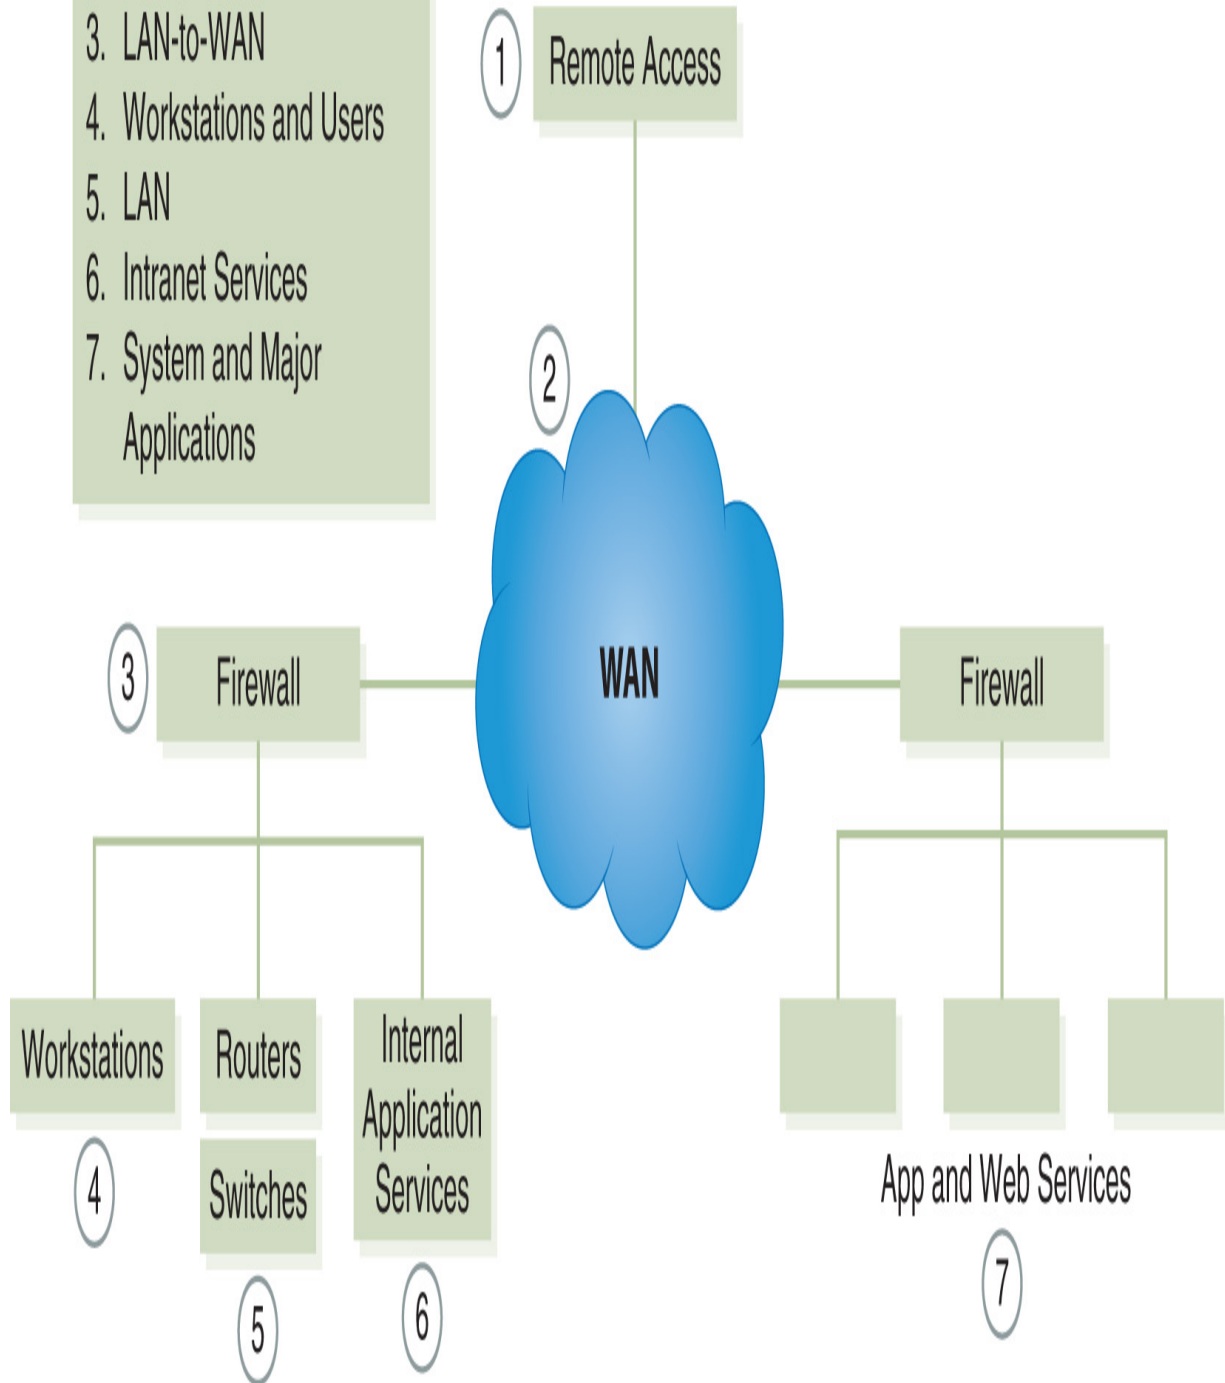 3. LAN-to-WAN
4. Workstations and Users
5. LAN
6. Intranet Services
7. System and Major
Applications
1
Remote Access
2
WAN
3
Firewall
Firewall
Workstations
4
Routers
Switches
5
Internal
Application
Services
6
App and Web Services
7